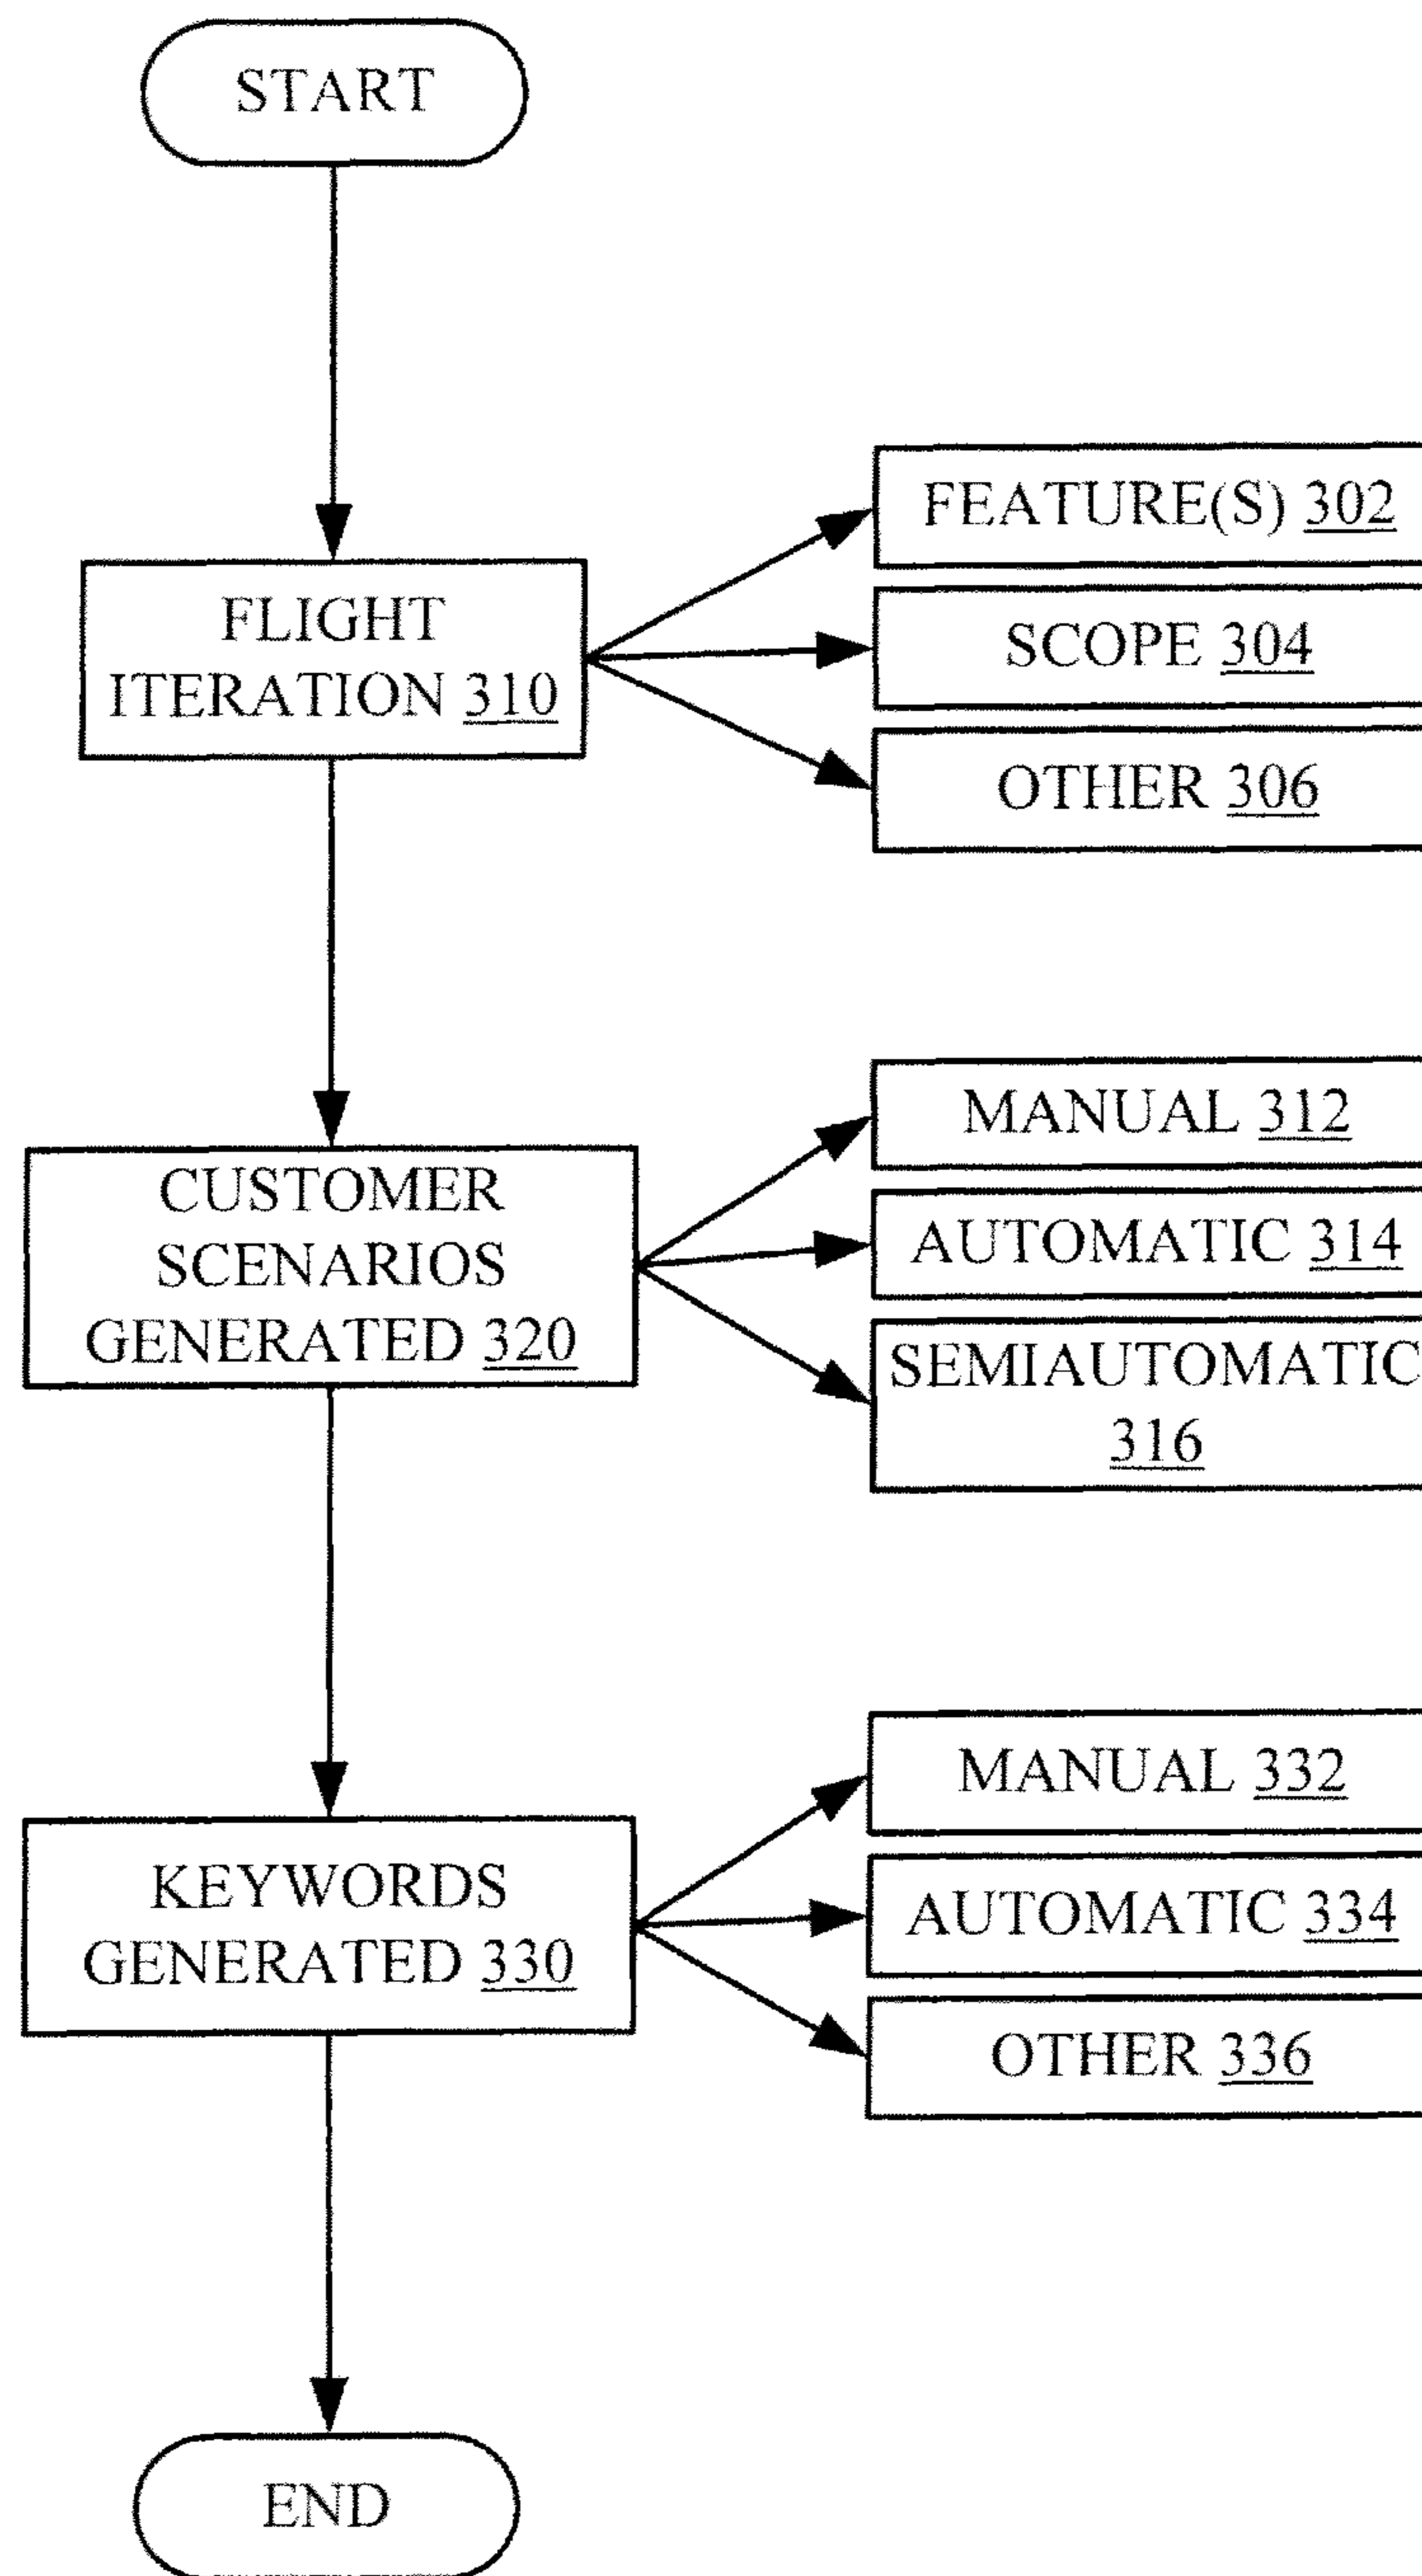 START
FLIGHT
ITERATION 310
FEATURE(S) 302
SCOPE 304
OTHER 306
CUSTOMER
SCENARIOS
GENERATED 320
MANUAL 312
AUTOMATIC 314
SEMIAUTOMATIC
316
KEYWORDS
GENERATED 330
MANUAL 332
AUTOMATIC 334
OTHER 336
END